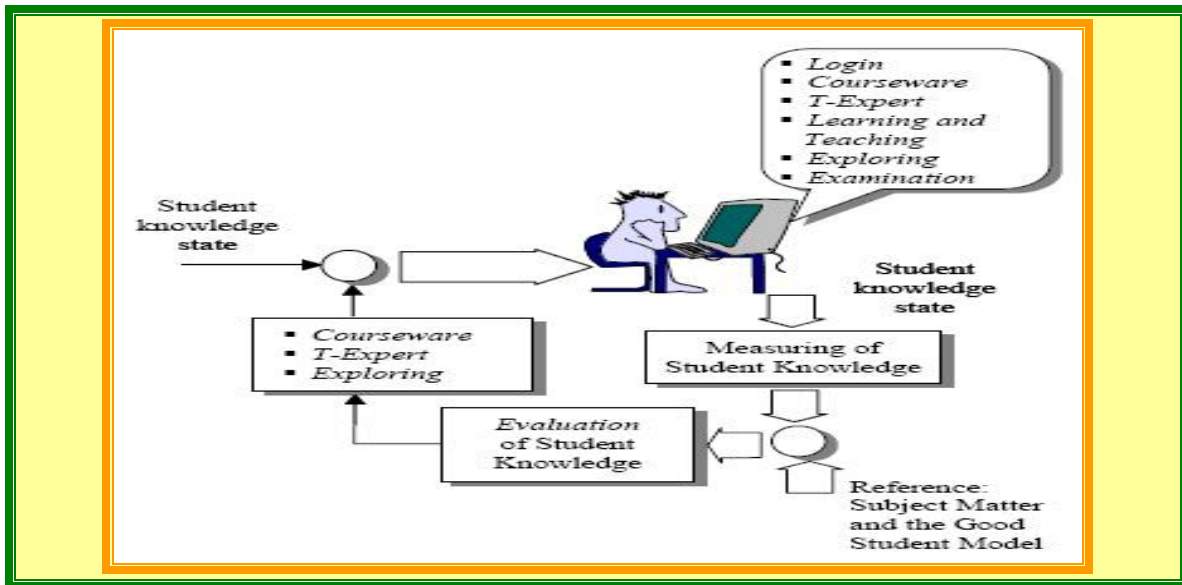 ▪ Login
▪ Courseware
▪ T-Expert
▪ Learning and
Teaching
▪ Exploring
▪ Examination
Student
knowledge
state
Student
knowledge
state
▪ Courseware
▪ T-Expert
▪ Exploring
Measuring of
Student Knowledge
Evaluation
of Student
Knowledge
Reference:
Subject Matter
and the Good
Student Model